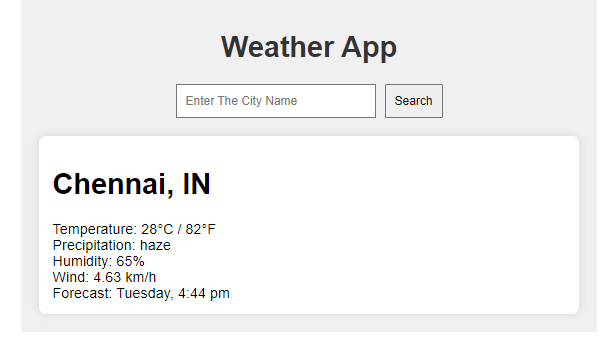 Weather App
Enter The City Name
Search
Chennai, IN
Temperature: 28°C / 82°F
Precipitation: haze
Humidity: 65%
Wind: 4.63 km/h
Forecast: Tuesday, 4:44 pm